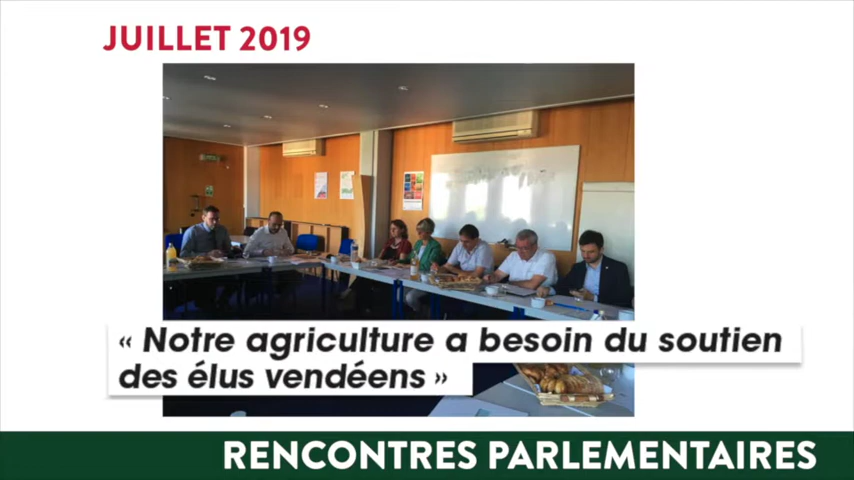 JUILLET 2019
« Notre agriculture a besoin du soutien
des élus vendéens »
RENCONTRES PARLEMENTAIRES